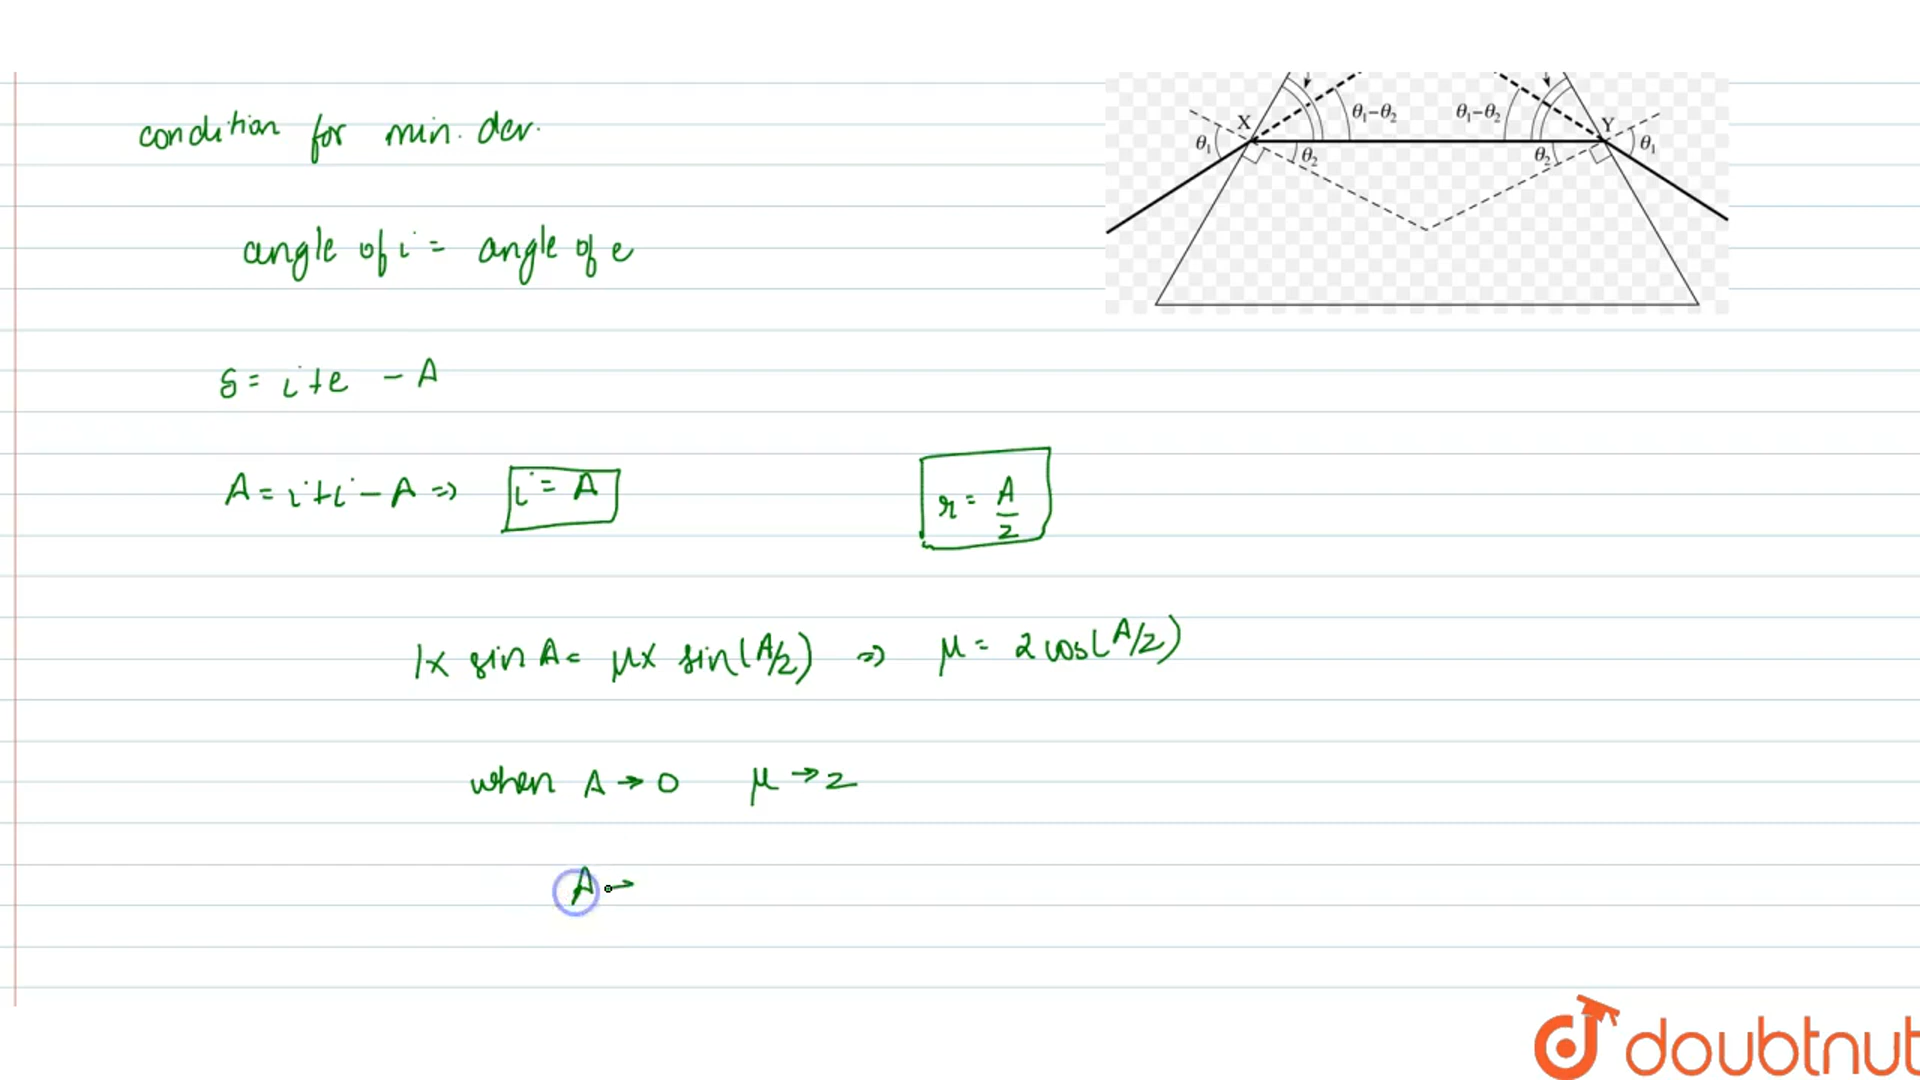 condition for min. dev.
X θ₁ θ₂ θ₁−θ₂ θ₁−θ₂ Y θ₂ θ₁
angle of i = angle of e
δ = i+e − A
A = i+i − A ⇒ i = A
r = A/2
1× sin A = μ× sin(A/2) ⇒ μ = 2 cos(A/2)
when A → 0 μ → 2
A →
doubtnut